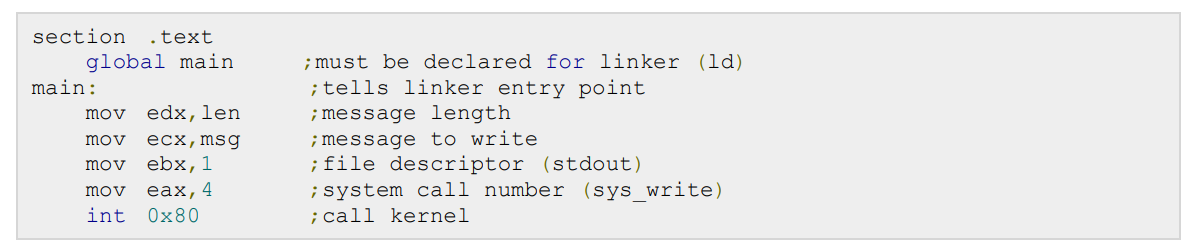 section .text
global main ;must be declared for linker (ld)
main: ;tells linker entry point
mov edx,len ;message length
mov ecx,msg ;message to write
mov ebx,1 ;file descriptor (stdout)
mov eax,4 ;system call number (sys_write)
int 0x80 ;call kernel